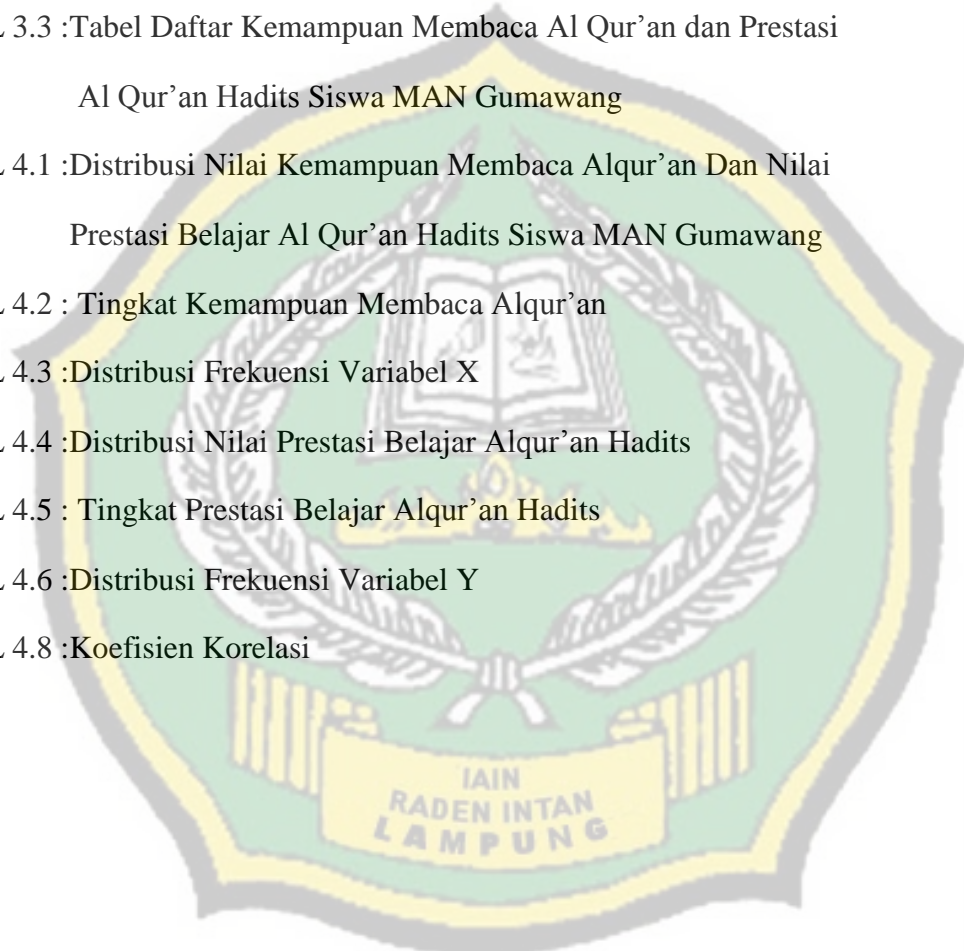 L 3.3 :Tabel Daftar Kemampuan Membaca Al Qur’an dan Prestasi
Al Qur’an Hadits Siswa MAN Gumawang
L 4.1 :Distribusi Nilai Kemampuan Membaca Alqur’an Dan Nilai
Prestasi Belajar Al Qur’an Hadits Siswa MAN Gumawang
L 4.2 : Tingkat Kemampuan Membaca Alqur’an
L 4.3 :Distribusi Frekuensi Variabel X
L 4.4 :Distribusi Nilai Prestasi Belajar Alqur’an Hadits
L 4.5 : Tingkat Prestasi Belajar Alqur’an Hadits
L 4.6 :Distribusi Frekuensi Variabel Y
L 4.8 :Koefisien Korelasi
IAIN
RADEN INTAN
LAMPUNG